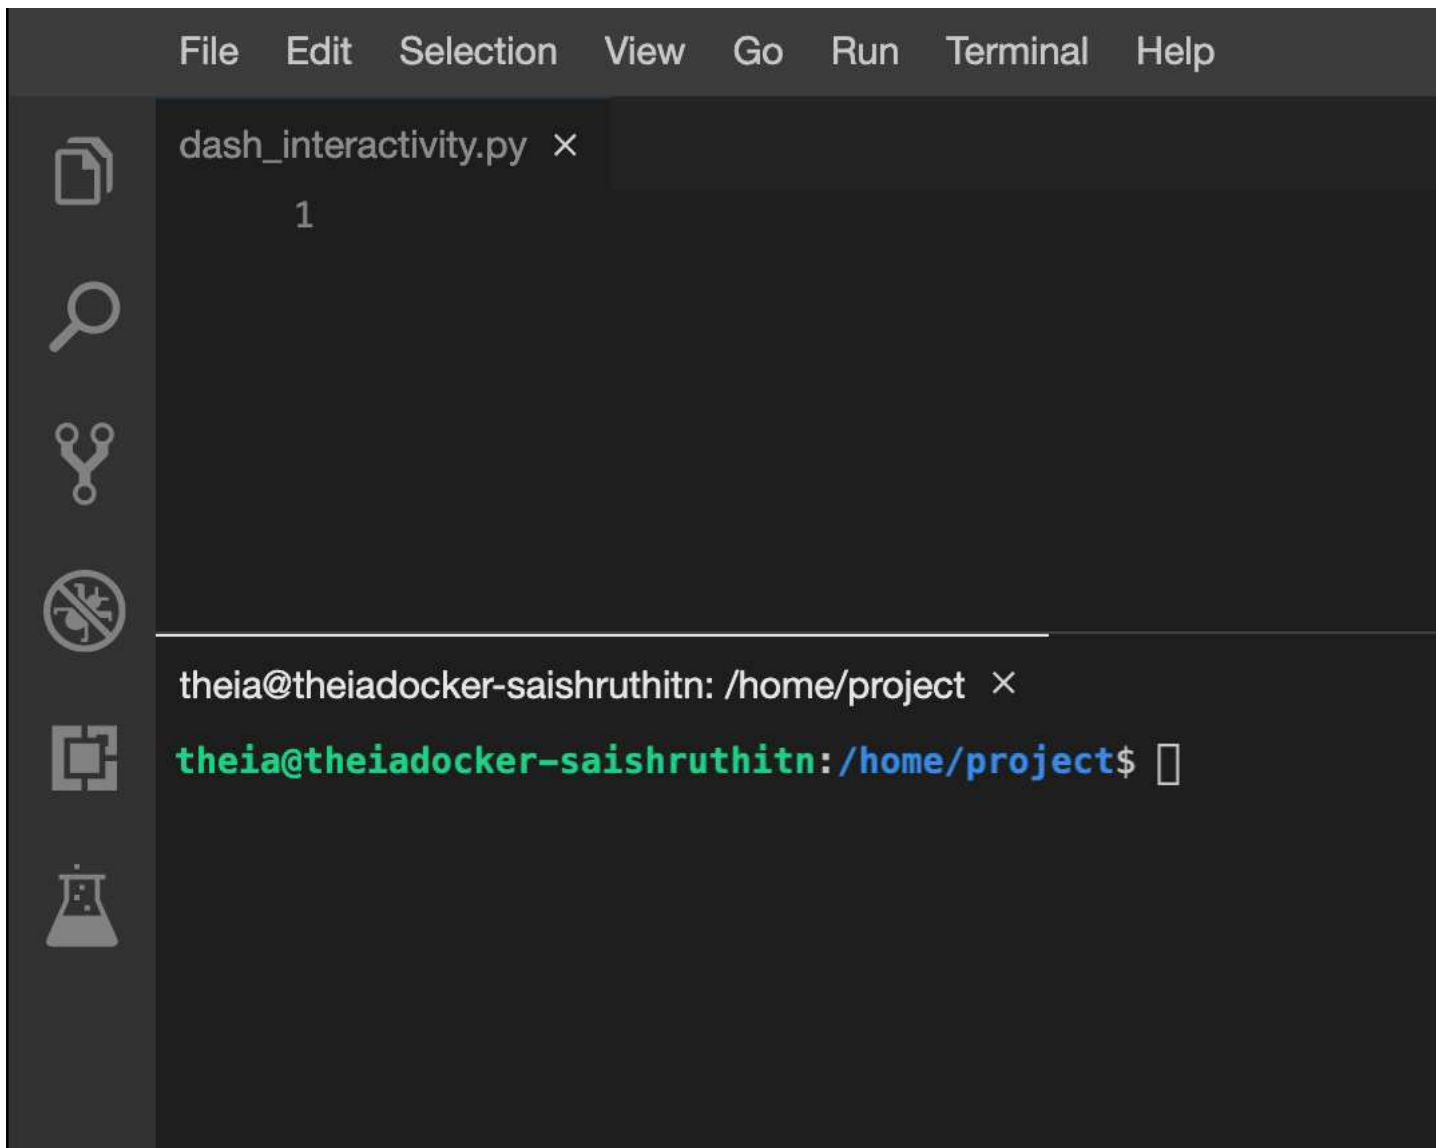 File Edit Selection View Go Run Terminal Help
dash_interactivity.py ×
1
theia@theiadocker-saishruthitn: /home/project ×
theia@theiadocker-saishruthitn:/home/project$